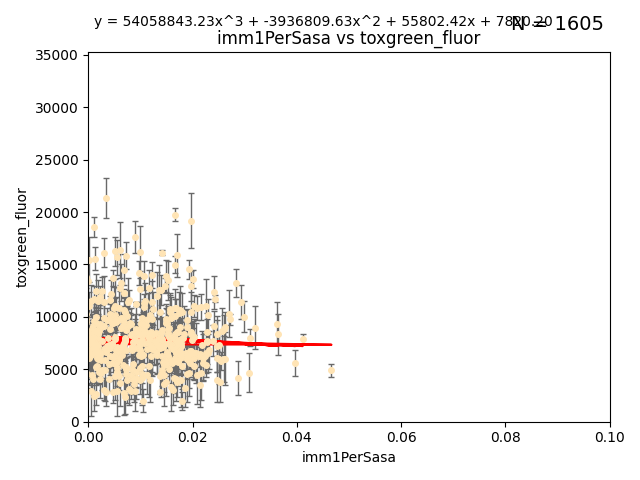 y = 54058843.23x^3 + -3936809.63x^2 + 55802.42x + 7820.20
N = 1605
imm1PerSasa vs toxgreen_fluor
35000
30000
25000
20000
15000
10000
5000
0
toxgreen_fluor
0.00 0.02 0.04 0.06 0.08 0.10
imm1PerSasa